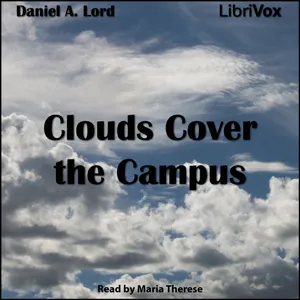 Daniel A. Lord
LibriVox
Clouds Cover
the Campus
Read by Maria Therese